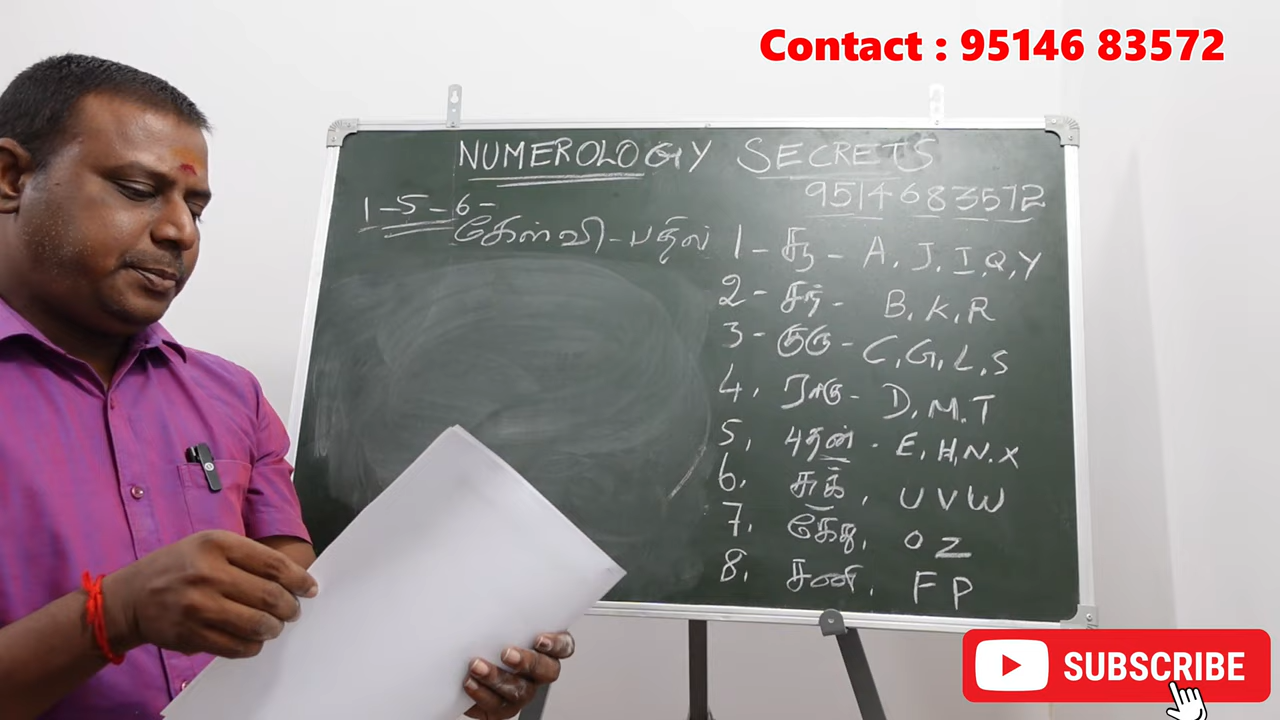 Contact : 95146 83572
NUMEROLOGY SECRETS
9514683572
1-5-6-
கேள்வி-பதில்
1 - சூ - A, J, I, Q, Y
2 - சந் - B, K, R
3 - குரு - C, G, L, S
4, ராகு - D, M, T
5, புதன் - E, H, N, X
6, சுக் , U V W
7, கேது, O Z
8, சனி, F P
SUBSCRIBE